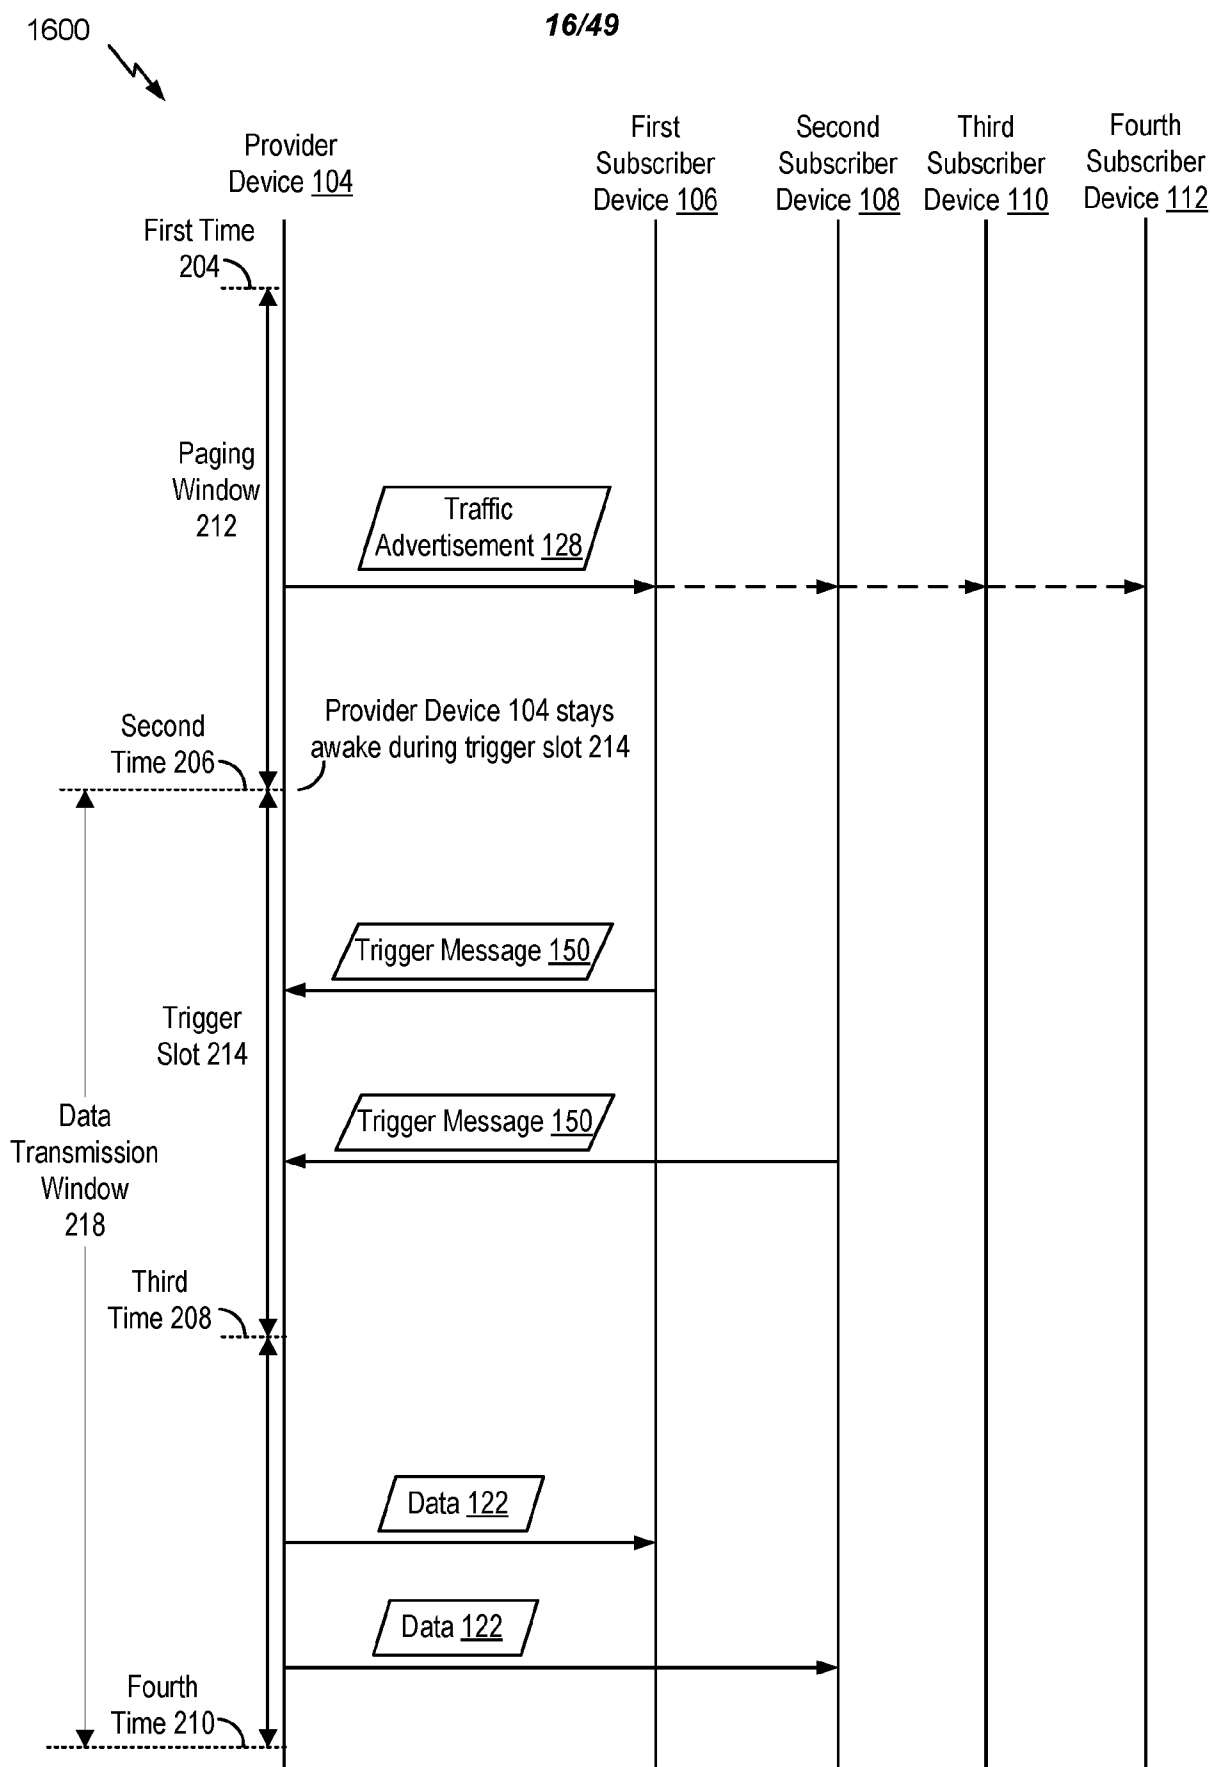 1600
16/49
Provider
Device 104
First
Subscriber
Device 106
Second
Subscriber
Device 108
Third
Subscriber
Device 110
Fourth
Subscriber
Device 112
First Time
204
Paging
Window
212
Traffic
Advertisement 128
Second
Time 206
Provider Device 104 stays
awake during trigger slot 214
Trigger Message 150
Trigger
Slot 214
Trigger Message 150
Data
Transmission
Window
218
Third
Time 208
Data 122
Data 122
Fourth
Time 210